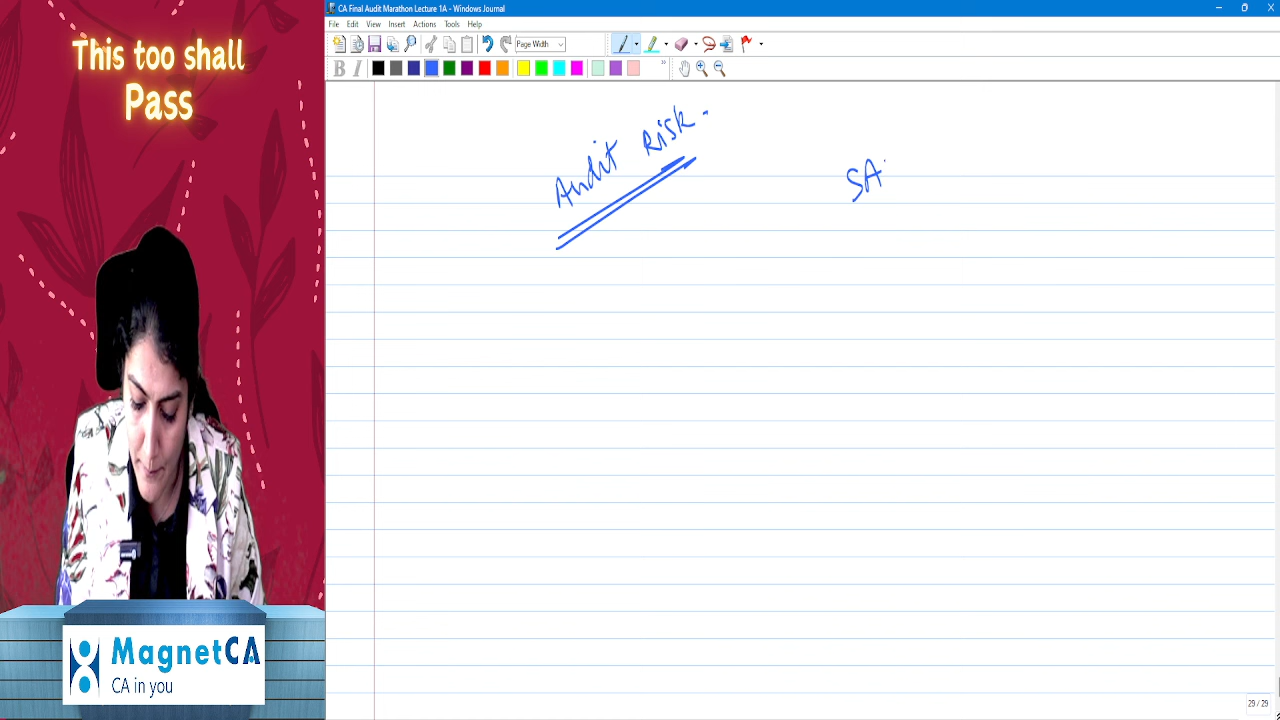 This too shall
Pass
CA Final Audit Marathon Lecture 1A - Windows Journal
File Edit View Insert Actions Tools Help
Page Width
B I
Audit Risk.
SA
MagnetCA
CA in you
29 / 29